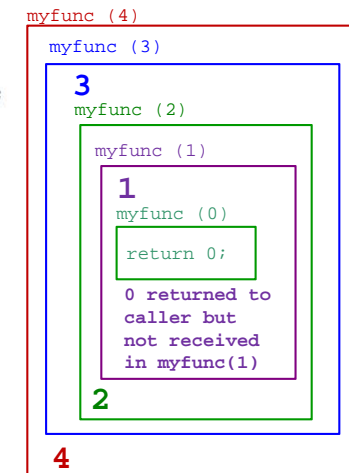 myfunc (4)
myfunc (3)
3
myfunc (2)
myfunc (1)
1
myfunc (0)
return 0;
0 returned to
caller but
not received
in myfunc(1)
2
4